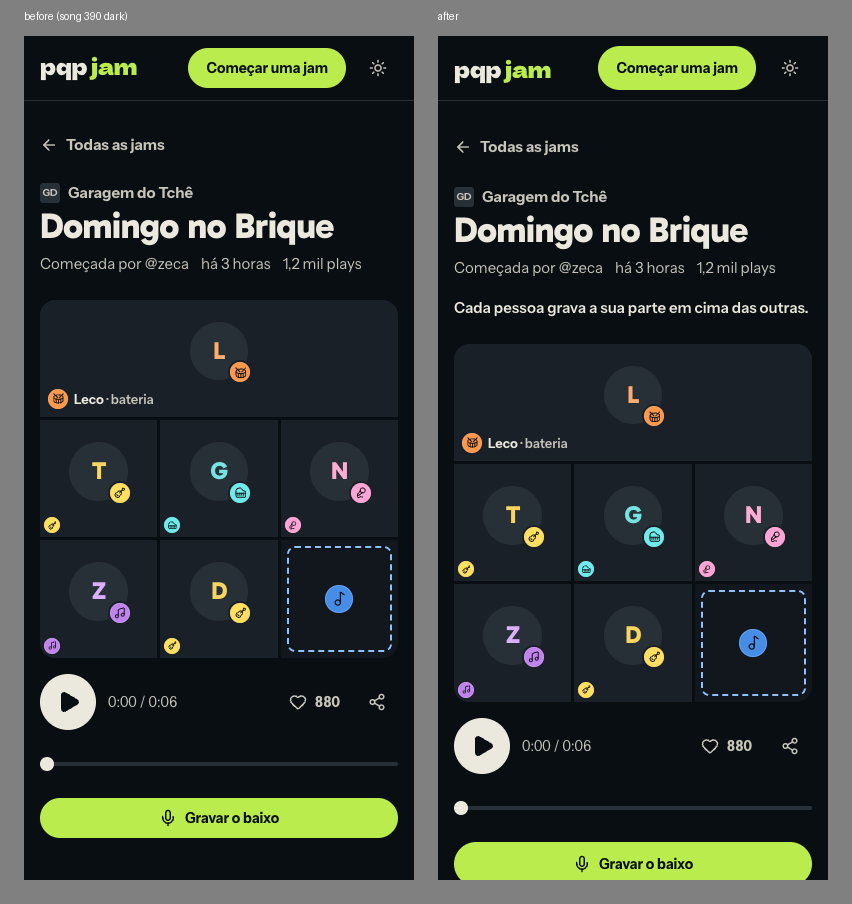 before (song 390 dark)
pqp jam
Começar uma jam
Todas as jams
GD Garagem do Tchê
Domingo no Brique
Começada por @zeca há 3 horas 1,2 mil plays
L
Leco · bateria
T G N
Z D
0:00 / 0:06
880
Gravar o baixo
after
pqp jam
Começar uma jam
Todas as jams
GD Garagem do Tchê
Domingo no Brique
Começada por @zeca há 3 horas 1,2 mil plays
Cada pessoa grava a sua parte em cima das outras.
L
Leco · bateria
T G N
Z D
0:00 / 0:06
880
Gravar o baixo